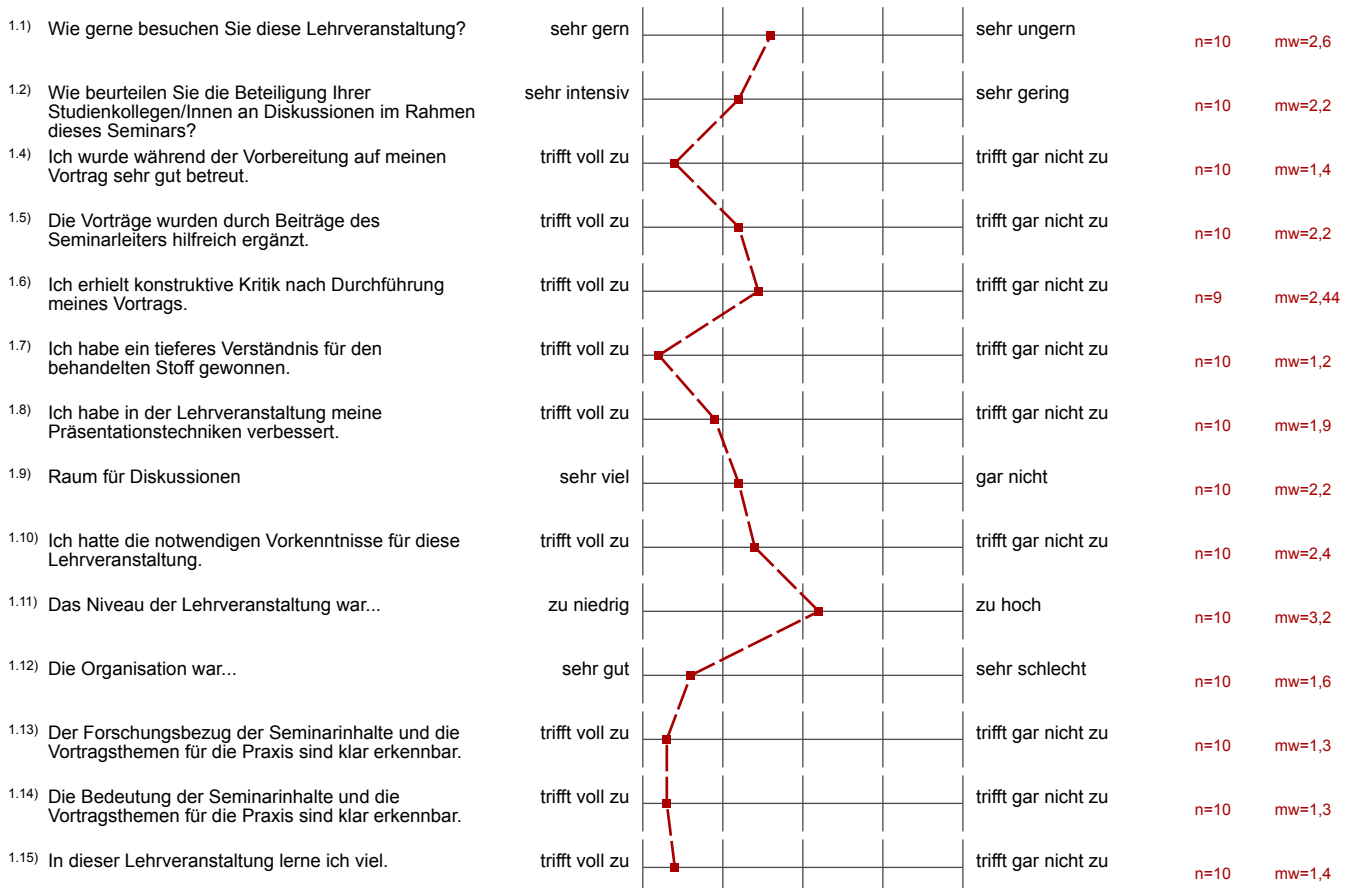 1.1) Wie gerne besuchen Sie diese Lehrveranstaltung? sehr gern sehr ungern n=10 mw=2,6
1.2) Wie beurteilen Sie die Beteiligung Ihrer
Studienkollegen/Innen an Diskussionen im Rahmen
dieses Seminars?
sehr intensiv sehr gering n=10 mw=2,2
1.4) Ich wurde während der Vorbereitung auf meinen
Vortrag sehr gut betreut.
trifft voll zu trifft gar nicht zu n=10 mw=1,4
1.5) Die Vorträge wurden durch Beiträge des
Seminarleiters hilfreich ergänzt.
trifft voll zu trifft gar nicht zu n=10 mw=2,2
1.6) Ich erhielt konstruktive Kritik nach Durchführung
meines Vortrags.
trifft voll zu trifft gar nicht zu n=9 mw=2,44
1.7) Ich habe ein tieferes Verständnis für den
behandelten Stoff gewonnen.
trifft voll zu trifft gar nicht zu n=10 mw=1,2
1.8) Ich habe in der Lehrveranstaltung meine
Präsentationstechniken verbessert.
trifft voll zu trifft gar nicht zu n=10 mw=1,9
1.9) Raum für Diskussionen sehr viel gar nicht n=10 mw=2,2
1.10) Ich hatte die notwendigen Vorkenntnisse für diese
Lehrveranstaltung.
trifft voll zu trifft gar nicht zu n=10 mw=2,4
1.11) Das Niveau der Lehrveranstaltung war... zu niedrig zu hoch n=10 mw=3,2
1.12) Die Organisation war... sehr gut sehr schlecht n=10 mw=1,6
1.13) Der Forschungsbezug der Seminarinhalte und die
Vortragsthemen für die Praxis sind klar erkennbar.
trifft voll zu trifft gar nicht zu n=10 mw=1,3
1.14) Die Bedeutung der Seminarinhalte und die
Vortragsthemen für die Praxis sind klar erkennbar.
trifft voll zu trifft gar nicht zu n=10 mw=1,3
1.15) In dieser Lehrveranstaltung lerne ich viel. trifft voll zu trifft gar nicht zu n=10 mw=1,4